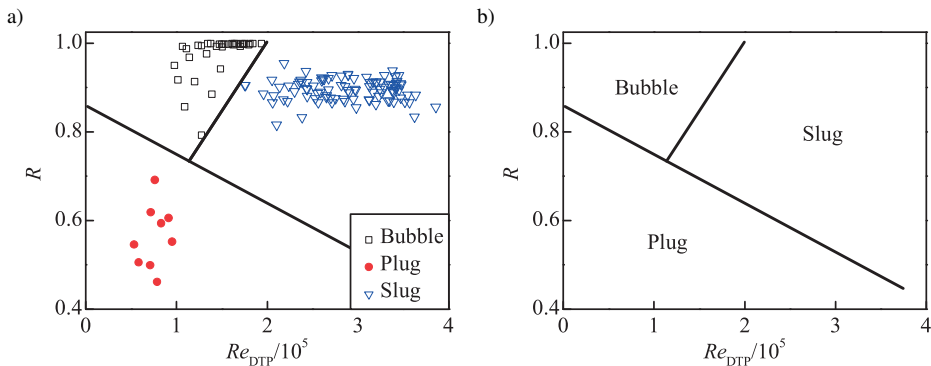 a)
1.0
0.8
0.6
0.4
R
0 1 2 3 4
Re_DTP/10^5
Bubble
Plug
Slug
b)
1.0
0.8
0.6
0.4
R
Bubble
Slug
Plug
0 1 2 3 4
Re_DTP/10^5